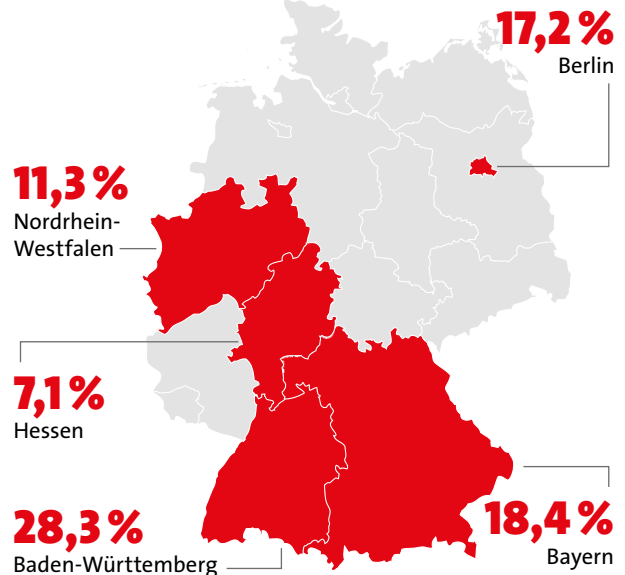 17,2 %
Berlin
11,3 %
Nordrhein-
Westfalen
7,1 %
Hessen
28,3 %
Baden-Württemberg
18,4 %
Bayern